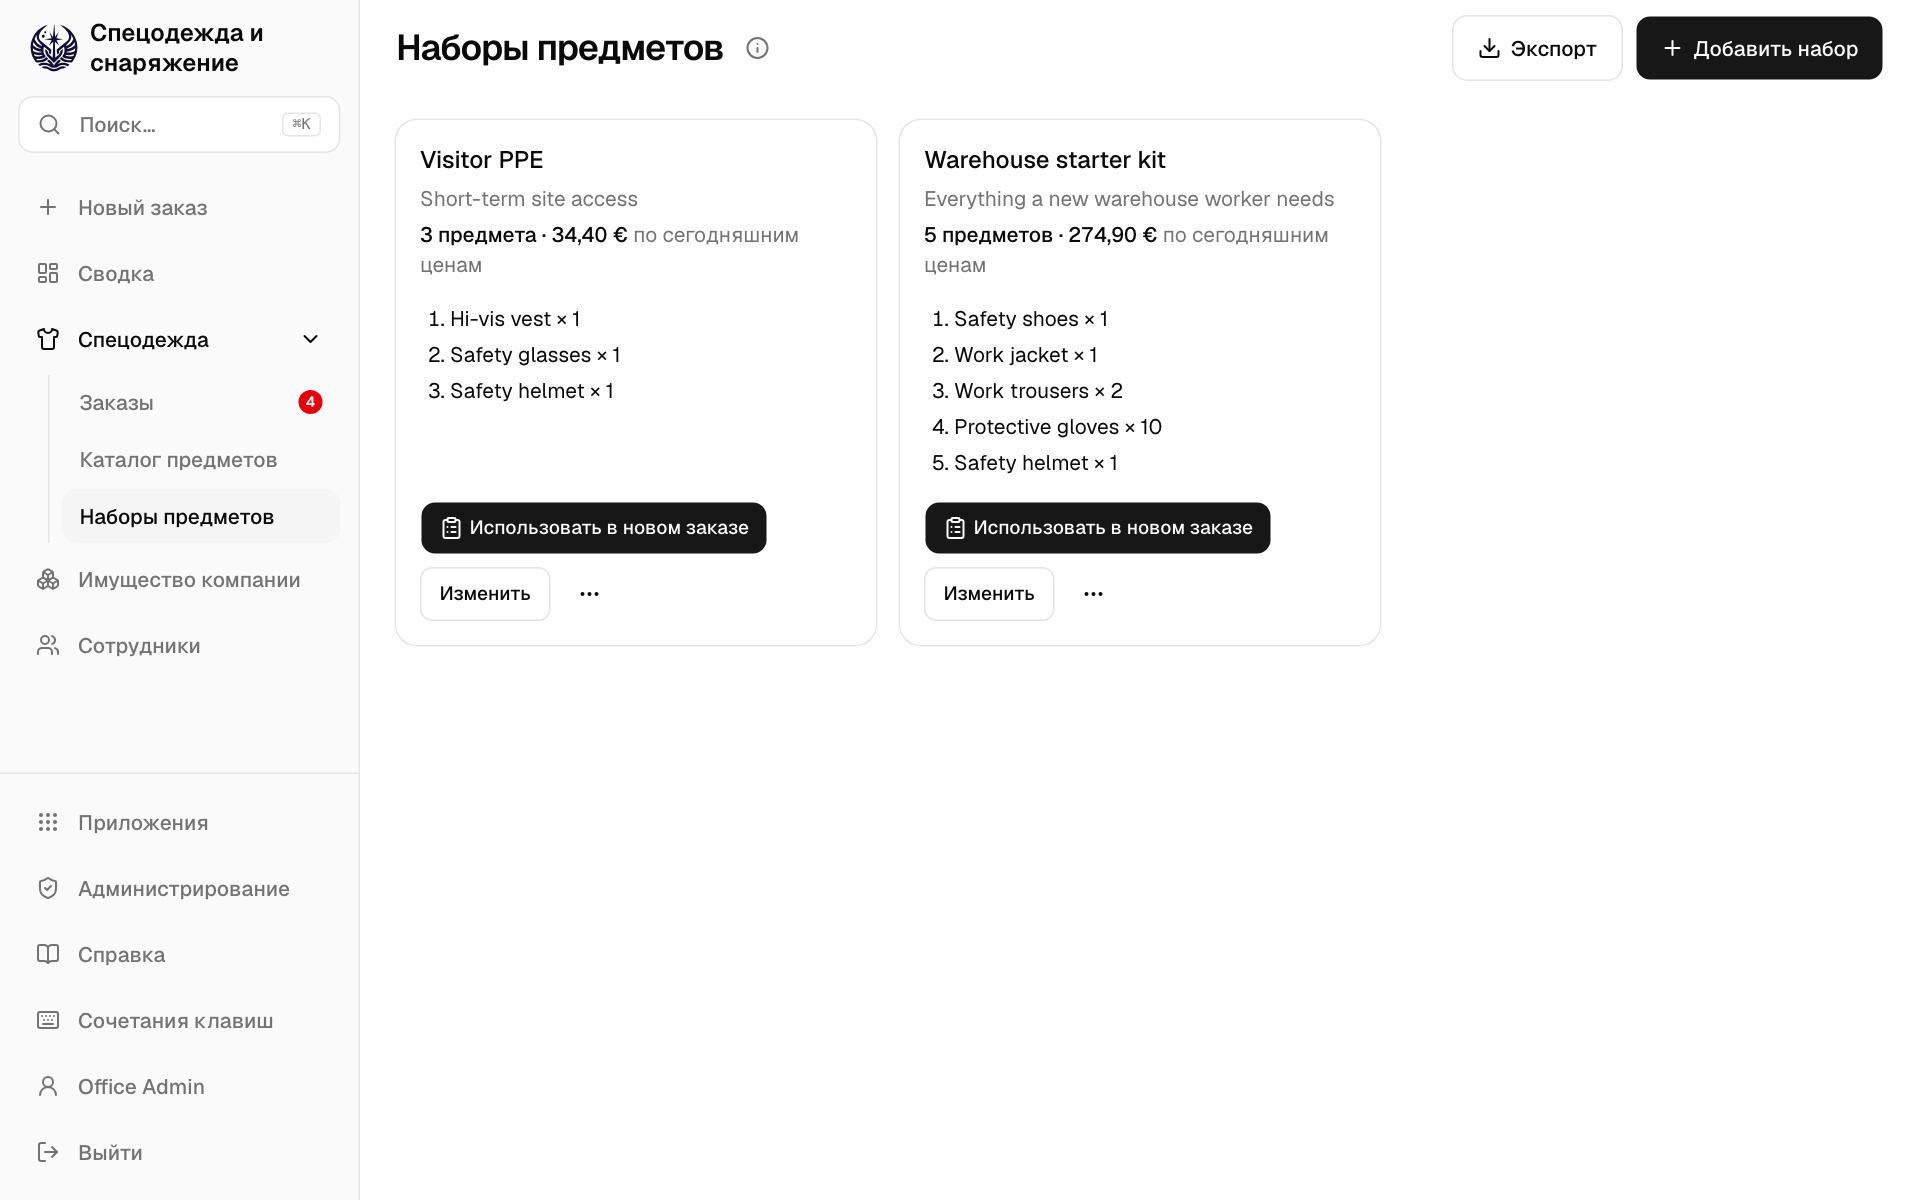 Спецодежда и
снаряжение
Поиск...
⌘K
Новый заказ
Сводка
Спецодежда
Заказы
4
Каталог предметов
Наборы предметов
Имущество компании
Сотрудники
Приложения
Администрирование
Справка
Сочетания клавиш
Office Admin
Выйти
Наборы предметов
Экспорт
Добавить набор
Visitor PPE
Short-term site access
3 предмета · 34,40 € по сегодняшним
ценам
1. Hi-vis vest × 1
2. Safety glasses × 1
3. Safety helmet × 1
Использовать в новом заказе
Изменить
Warehouse starter kit
Everything a new warehouse worker needs
5 предметов · 274,90 € по сегодняшним
ценам
1. Safety shoes × 1
2. Work jacket × 1
3. Work trousers × 2
4. Protective gloves × 10
5. Safety helmet × 1
Использовать в новом заказе
Изменить